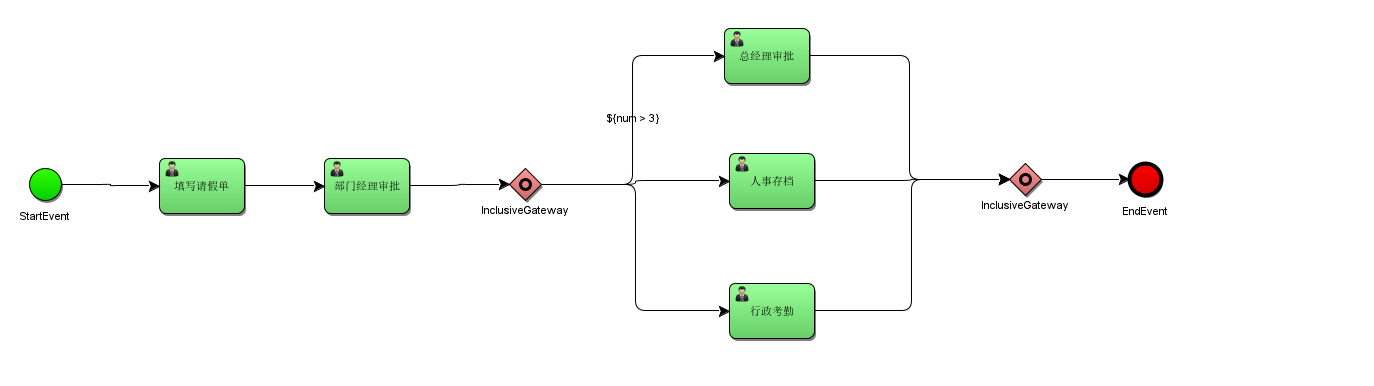 总经理审批
${num > 3}
StartEvent
填写请假单
部门经理审批
InclusiveGateway
人事存档
InclusiveGateway
EndEvent
行政考勤